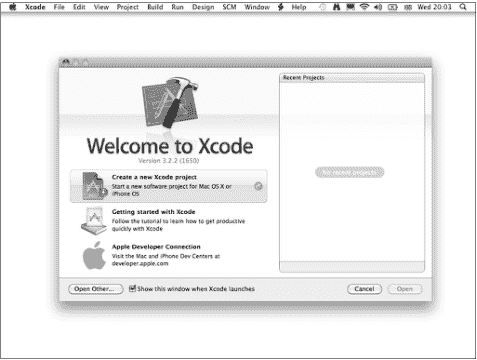 Xcode File Edit View Project Build Run Design SCM Window Help Wed 20:03
Recent Projects
No recent projects
Welcome to Xcode
Version 3.2.2 (1650)
Create a new Xcode project
Start a new software project for Mac OS X or
iPhone OS
Getting started with Xcode
Follow the tutorial to learn how to get productive
quickly with Xcode
Apple Developer Connection
Visit the Mac and iPhone Dev Centers at
developer.apple.com
Open Other... Show this window when Xcode launches Cancel Open